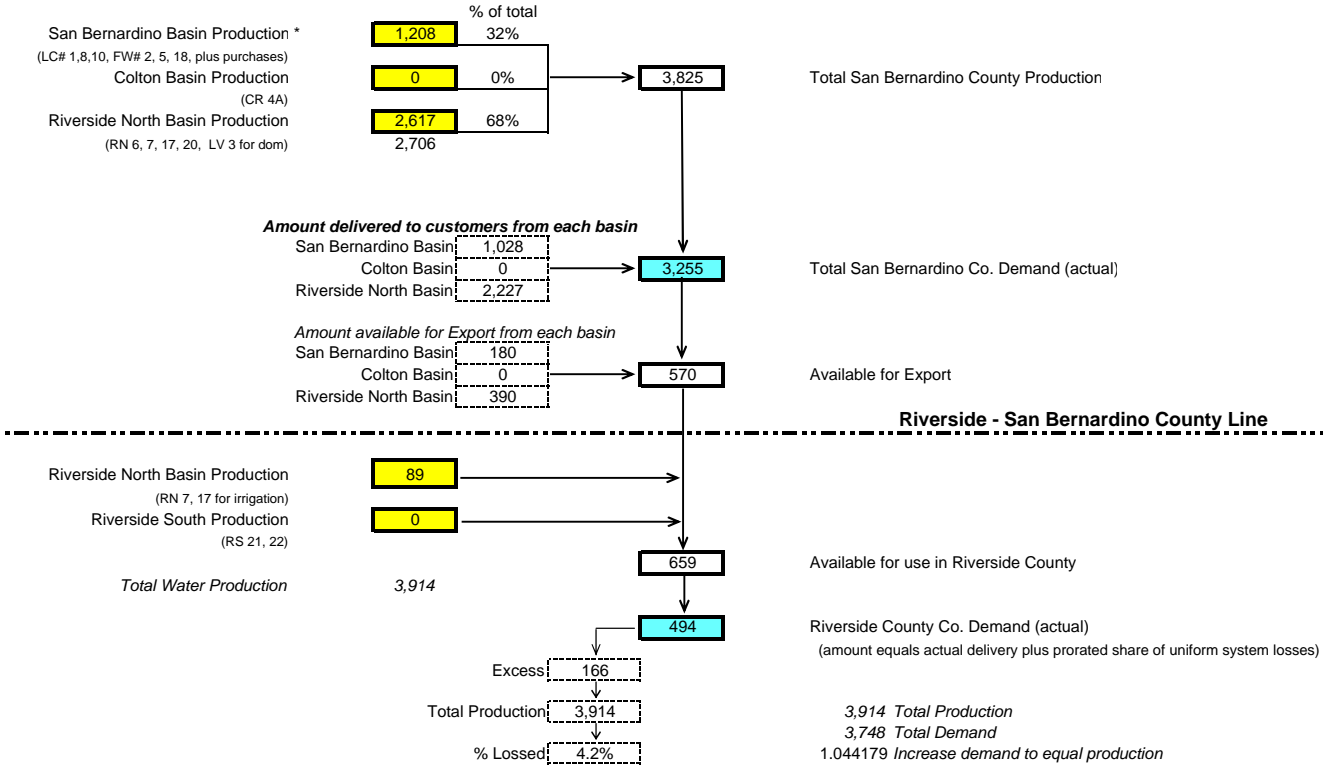 % of total
San Bernardino Basin Production * 1,208 32%
(LC# 1,8,10, FW# 2, 5, 18, plus purchases)
Colton Basin Production 0 0% 3,825 Total San Bernardino County Production
(CR 4A)
Riverside North Basin Production 2,617 68%
(RN 6, 7, 17, 20, LV 3 for dom) 2,706
Amount delivered to customers from each basin
San Bernardino Basin 1,028
Colton Basin 0 3,255 Total San Bernardino Co. Demand (actual)
Riverside North Basin 2,227
Amount available for Export from each basin
San Bernardino Basin 180
Colton Basin 0 570 Available for Export
Riverside North Basin 390
Riverside - San Bernardino County Line
Riverside North Basin Production 89
(RN 7, 17 for irrigation)
Riverside South Production 0
(RS 21, 22)
659 Available for use in Riverside County
Total Water Production 3,914
494 Riverside County Co. Demand (actual)
(amount equals actual delivery plus prorated share of uniform system losses)
Excess 166
Total Production 3,914 3,914 Total Production
3,748 Total Demand
% Lossed 4.2% 1.044179 Increase demand to equal production